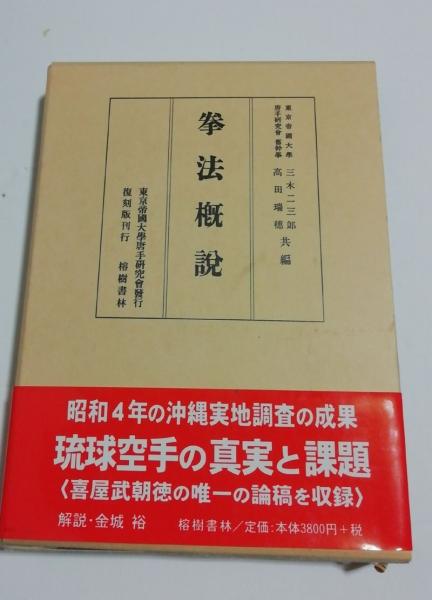 東京帝國大學
唐手研究會 舊幹事
三木二三郎
高田瑞穂
共編
拳法概說
東京帝國大學唐手研究會發行
復刻版刊行 榕樹書林
昭和4年の沖縄実地調査の成果
琉球空手の真実と課題
〈喜屋武朝徳の唯一の論稿を収録〉
解説・金城 裕 榕樹書林/定価:本体3800円+税